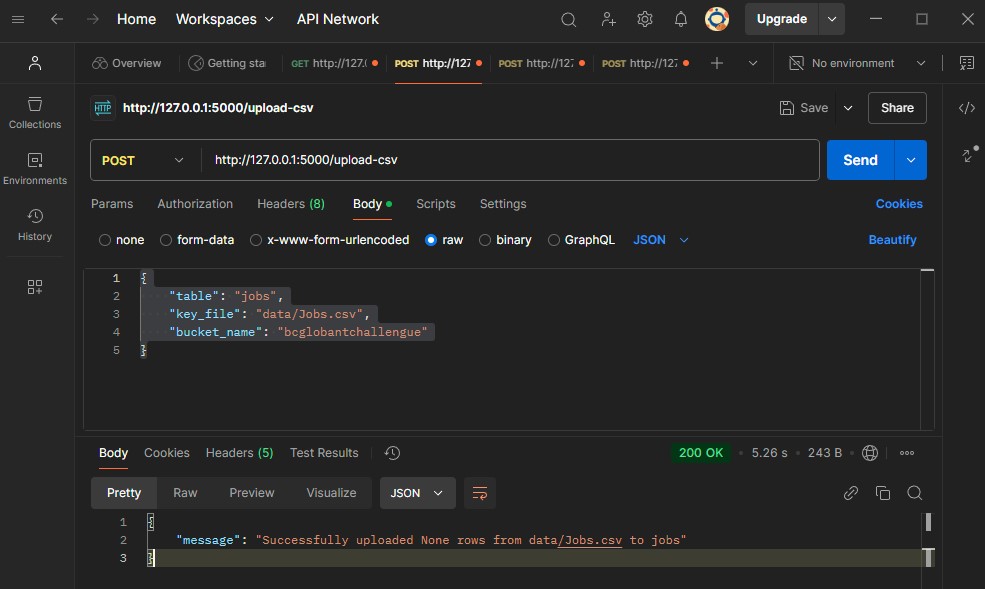 Home Workspaces API Network Upgrade
Overview Getting sta GET http://127.( POST http://127 POST http://127 POST http://127 No environment
HTTP http://127.0.0.1:5000/upload-csv Save Share
Collections
Environments
History
POST http://127.0.0.1:5000/upload-csv Send
Params Authorization Headers (8) Body Scripts Settings Cookies
none form-data x-www-form-urlencoded raw binary GraphQL JSON Beautify
1 {
2 "table": "jobs",
3 "key_file": "data/Jobs.csv",
4 "bucket_name": "bcglobantchallengue"
5 }
Body Cookies Headers (5) Test Results 200 OK • 5.26 s • 243 B
Pretty Raw Preview Visualize JSON
1 {
2 "message": "Successfully uploaded None rows from data/Jobs.csv to jobs"
3 }